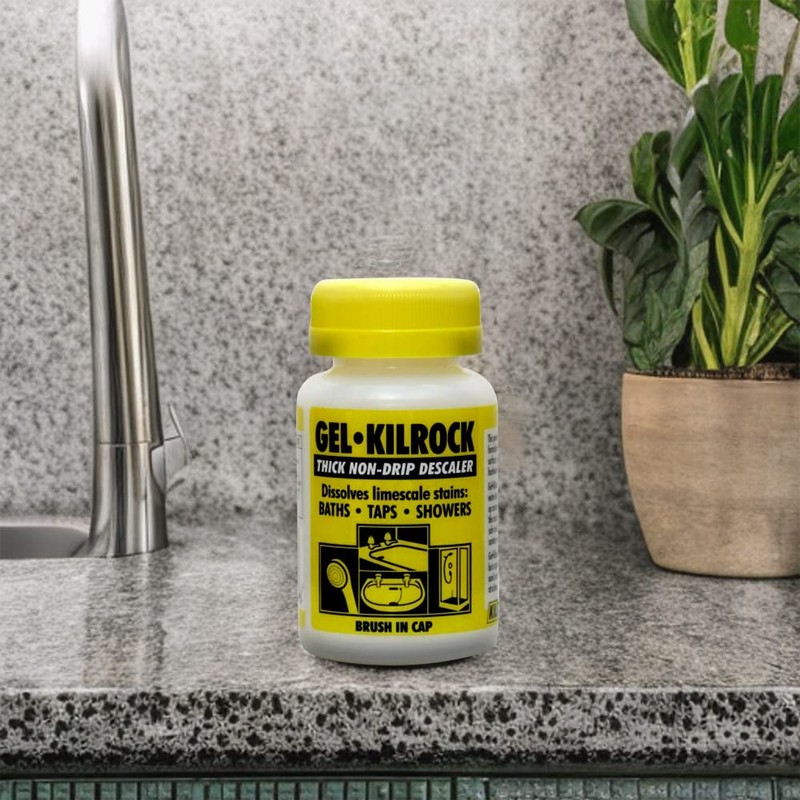 GEL•KILROCK
THICK NON-DRIP DESCALER
Dissolves limescale stains:
BATHS • TAPS • SHOWERS
BRUSH IN CAP